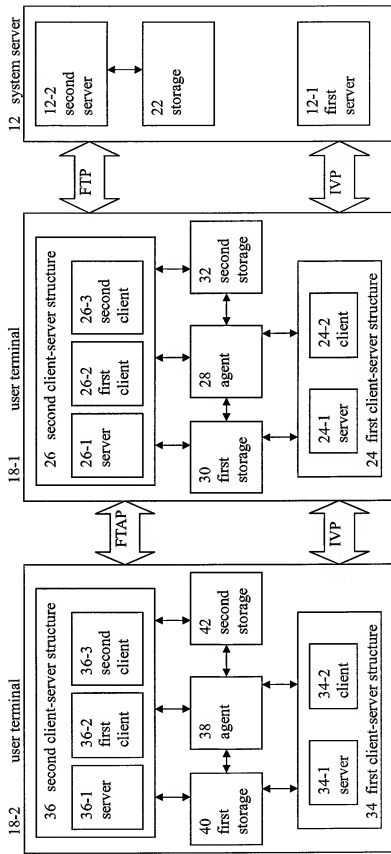 18-2 user terminal
36 second client-server structure
36-1 server
36-2 first client
36-3 second client
40 first storage
38 agent
42 second storage
34-1 server
34-2 client
34 first client-server structure
FTAP
IVP
18-1 user terminal
26 second client-server structure
26-1 server
26-2 first client
26-3 second client
30 first storage
28 agent
32 second storage
24-1 server
24-2 client
24 first client-server structure
FTP
IVP
12 system server
12-2 second server
22 storage
12-1 first server